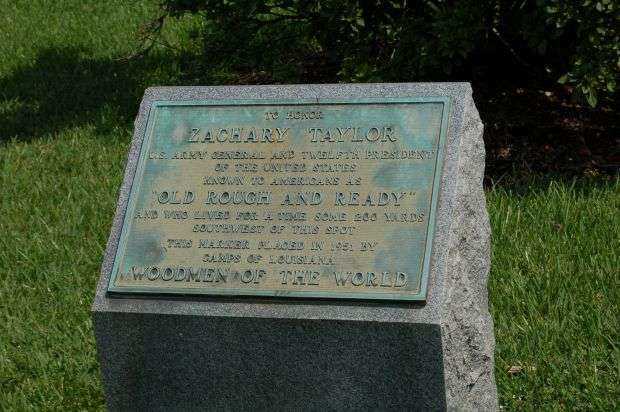 TO HONOR
ZACHARY TAYLOR
U.S. ARMY GENERAL AND TWELFTH PRESIDENT
OF THE UNITED STATES
KNOWN TO AMERICANS AS
"OLD ROUGH AND READY"
AND WHO LIVED FOR A TIME SOME 200 YARDS
SOUTHWEST OF THIS SPOT
THIS MARKER PLACED IN 1951 BY
CAMPS OF LOUISIANA
WOODMEN OF THE WORLD